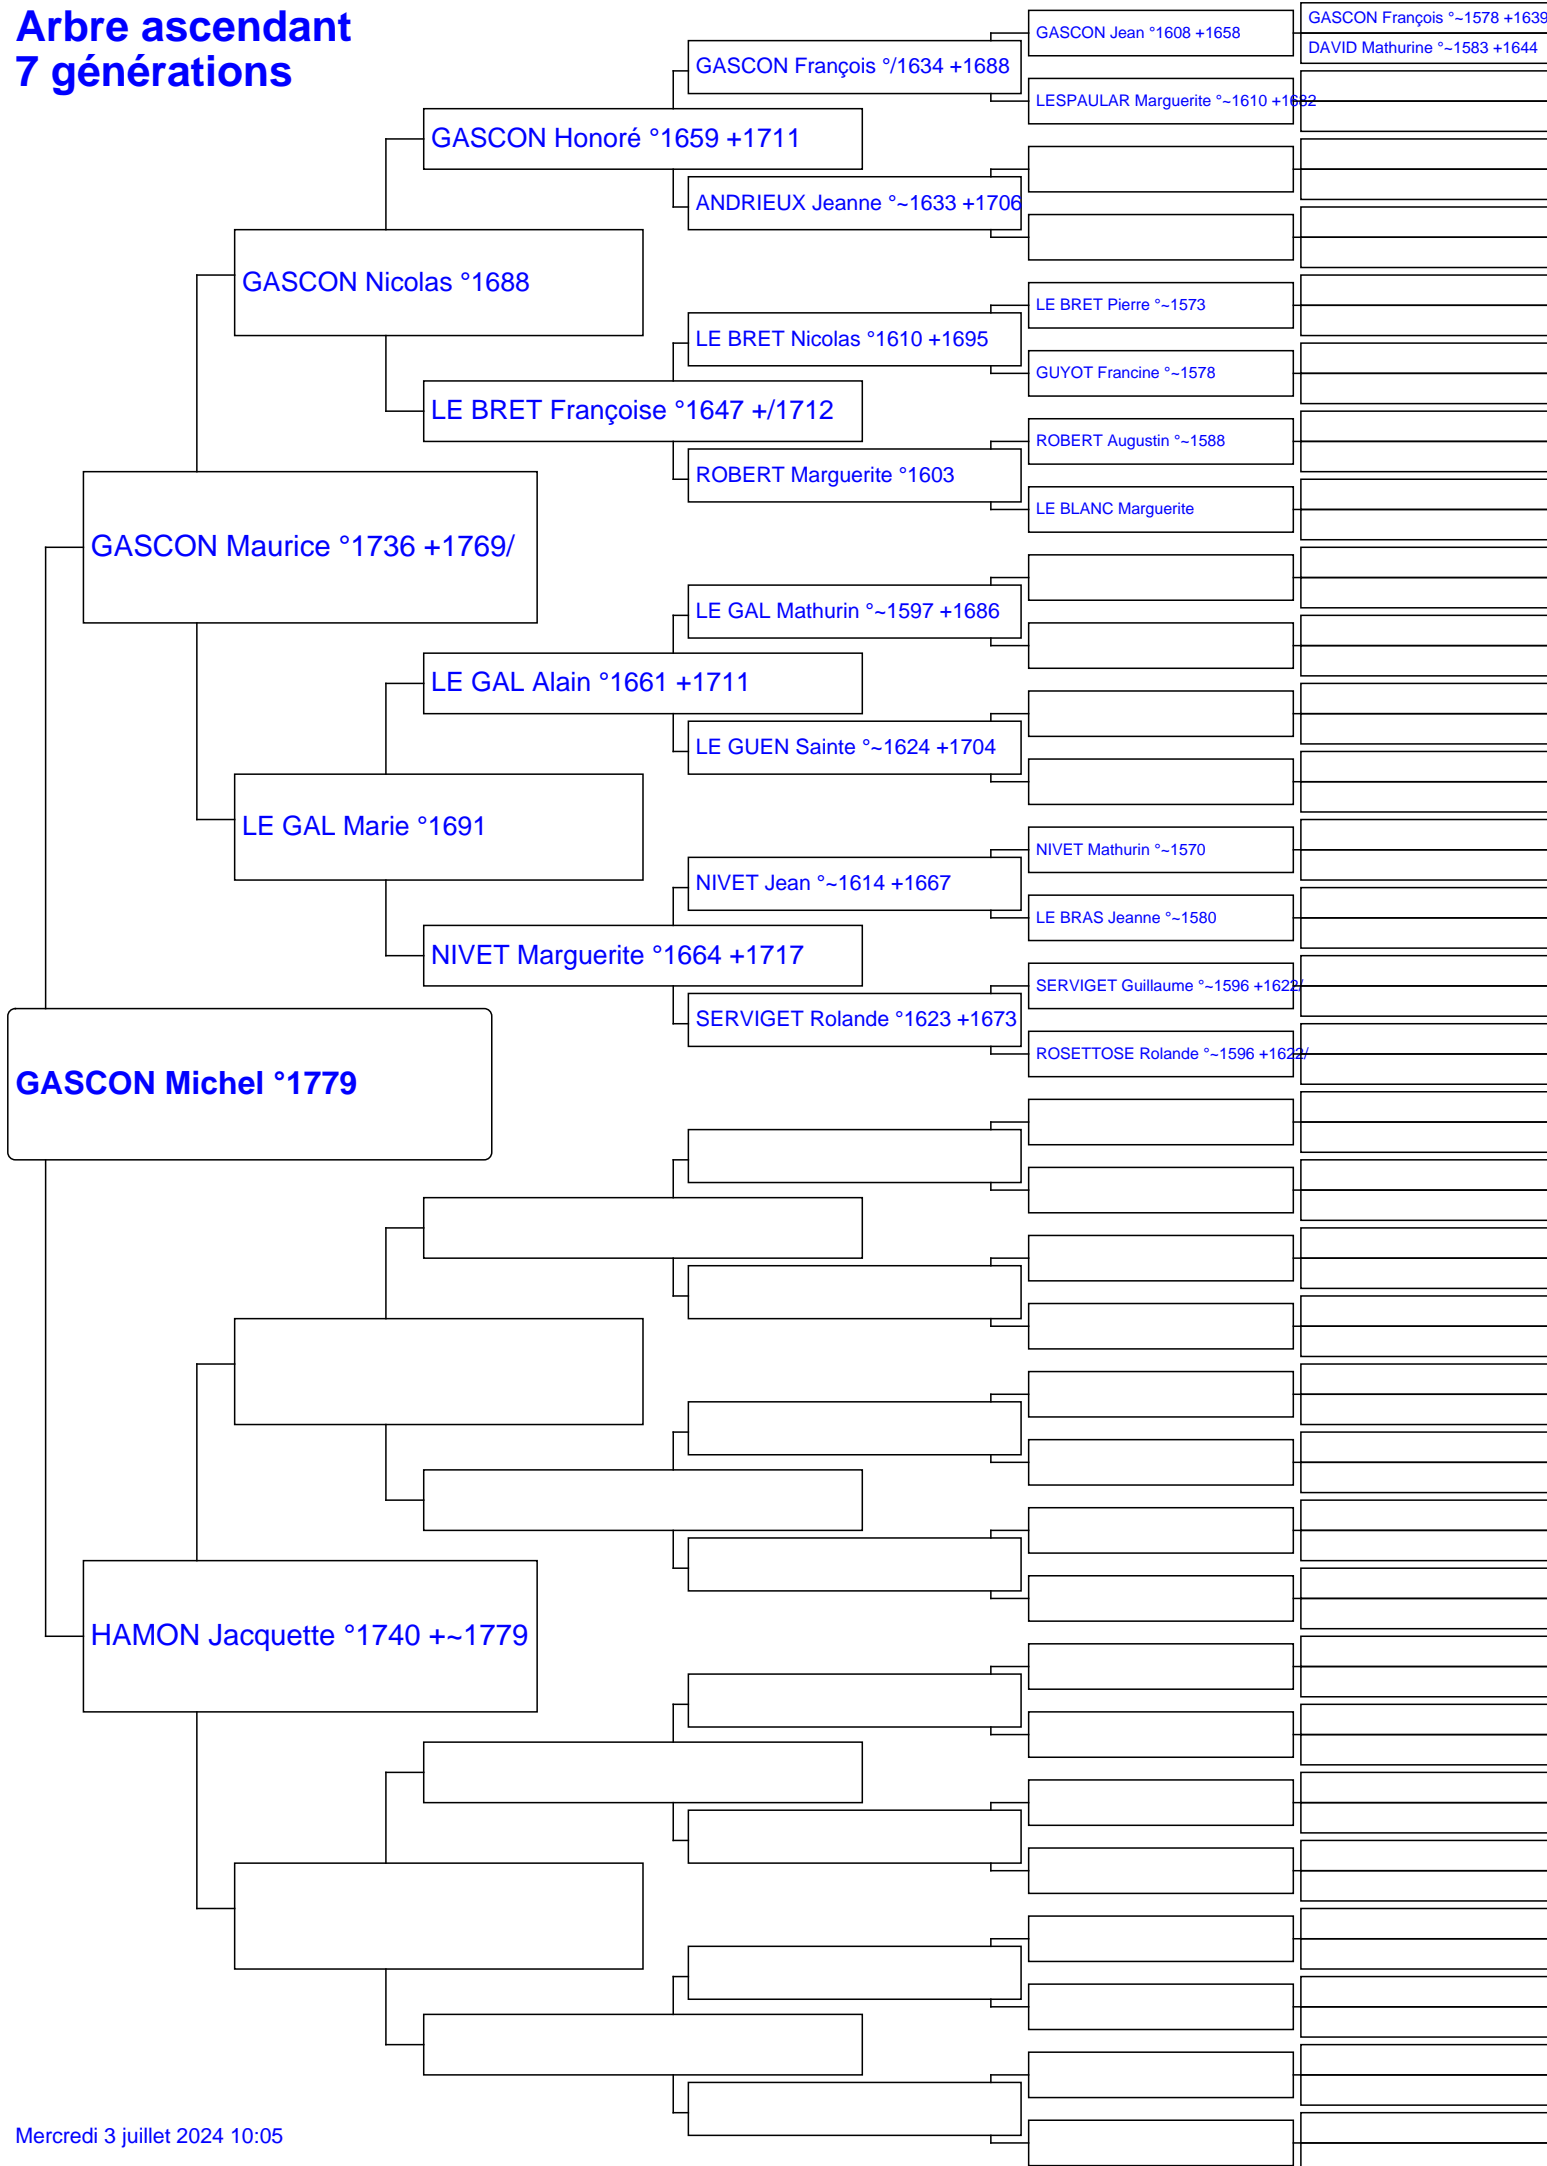 Arbre ascendant
7 générations
GASCON François °~1578 +1639
DAVID Mathurine °~1583 +1644
GASCON Jean °1608 +1658
LESPAULAR Marguerite °~1610 +1682
GASCON François °/1634 +1688
ANDRIEUX Jeanne °~1633 +1706
GASCON Honoré °1659 +1711
GASCON Nicolas °1688
LE BRET Pierre °~1573
GUYOT Francine °~1578
LE BRET Nicolas °1610 +1695
LE BRET Françoise °1647 +/1712
ROBERT Augustin °~1588
LE BLANC Marguerite
ROBERT Marguerite °1603
GASCON Maurice °1736 +1769/
LE GAL Mathurin °~1597 +1686
LE GAL Alain °1661 +1711
LE GUEN Sainte °~1624 +1704
LE GAL Marie °1691
NIVET Mathurin °~1570
LE BRAS Jeanne °~1580
NIVET Jean °~1614 +1667
NIVET Marguerite °1664 +1717
SERVIGET Guillaume °~1596 +1622/
ROSETTOSE Rolande °~1596 +1622/
SERVIGET Rolande °1623 +1673
GASCON Michel °1779
HAMON Jacquette °1740 +~1779
Mercredi 3 juillet 2024 10:05